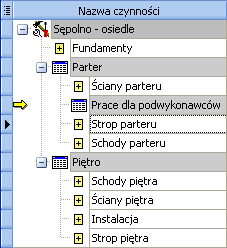 Nazwa czynności
Sępolno - osiedle
Fundamenty
Parter
Ściany parteru
Prace dla podwykonawców
Strop parteru
Schody parteru
Piętro
Schody piętra
Ściany piętra
Instalacja
Strop piętra